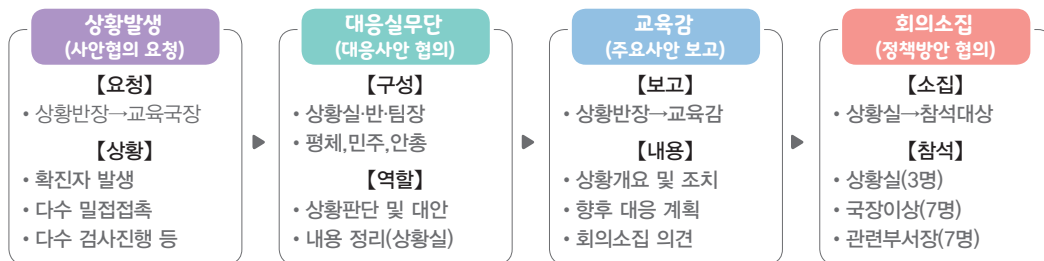 상황발생
(사안협의 요청)
【요청】
• 상황반장→교육국장
【상황】
• 확진자 발생
• 다수 밀접접촉
• 다수 검사진행 등
대응실무단
(대응사안 협의)
【구성】
• 상황실·반·팀장
• 평체,민주,안총
【역할】
• 상황판단 및 대안
• 내용 정리(상황실)
교육감
(주요사안 보고)
【보고】
• 상황반장→교육감
【내용】
• 상황개요 및 조치
• 향후 대응 계획
• 회의소집 의견
회의소집
(정책방안 협의)
【소집】
• 상황실→참석대상
【참석】
• 상황실(3명)
• 국장이상(7명)
• 관련부서장(7명)